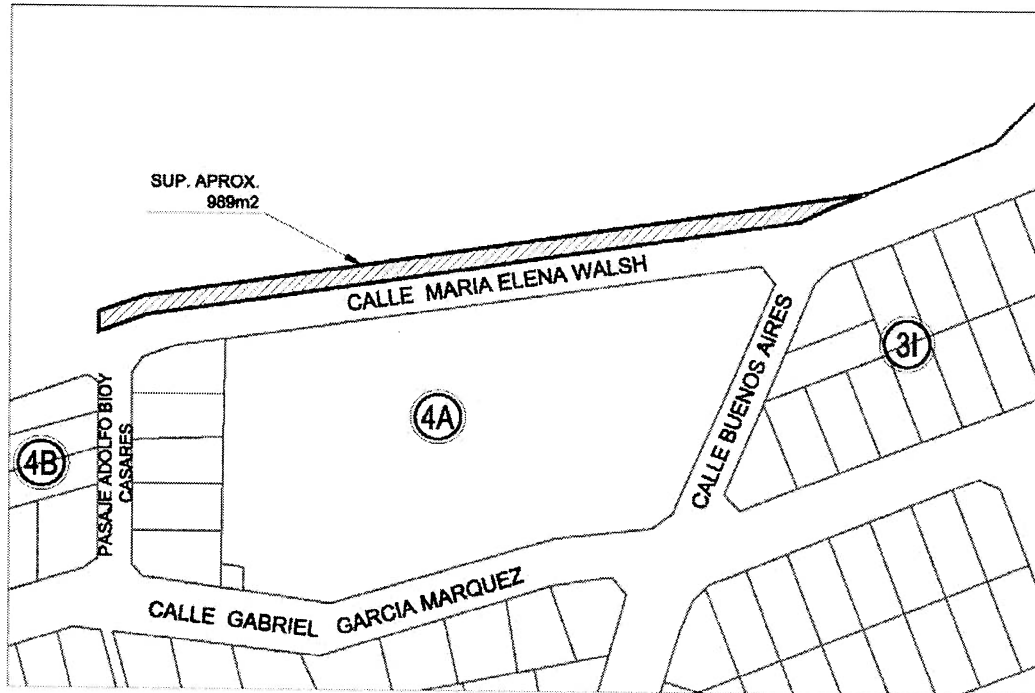 SUP. APROX.
989m2
CALLE MARIA ELENA WALSH
CALLE BUENOS AIRES
3I
4A
4B
PASAJE ADOLFO BIOY
CASARES
CALLE GABRIEL GARCIA MARQUEZ